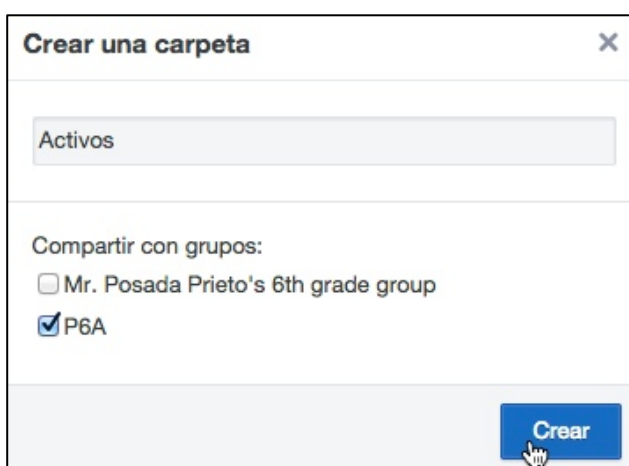 Crear una carpeta
Activos
Compartir con grupos:
Mr. Posada Prieto's 6th grade group
P6A
Crear